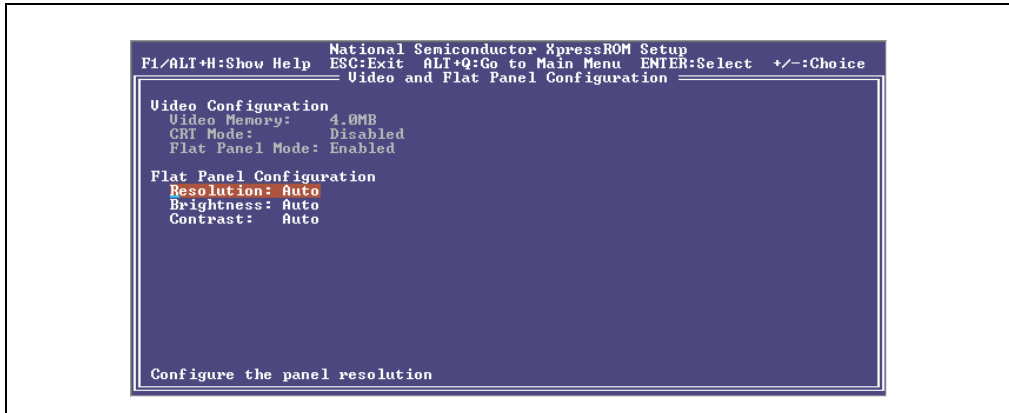 National Semiconductor XpressROM Setup
F1/ALT+H:Show Help ESC:Exit ALT+Q:Go to Main Menu ENTER:Select +/-:Choice
Video and Flat Panel Configuration
Video Configuration
Video Memory: 4.0MB
CRT Mode: Disabled
Flat Panel Mode: Enabled
Flat Panel Configuration
Resolution: Auto
Brightness: Auto
Contrast: Auto
Configure the panel resolution